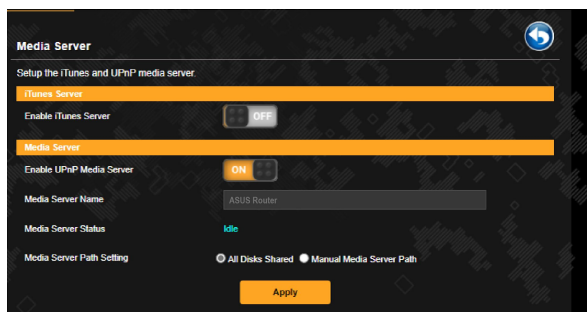 Media Server
Setup the iTunes and UPnP media server.
iTunes Server
Enable iTunes Server OFF
Media Server
Enable UPnP Media Server ON
Media Server Name ASUS Router
Media Server Status Idle
Media Server Path Setting All Disks Shared Manual Media Server Path
Apply